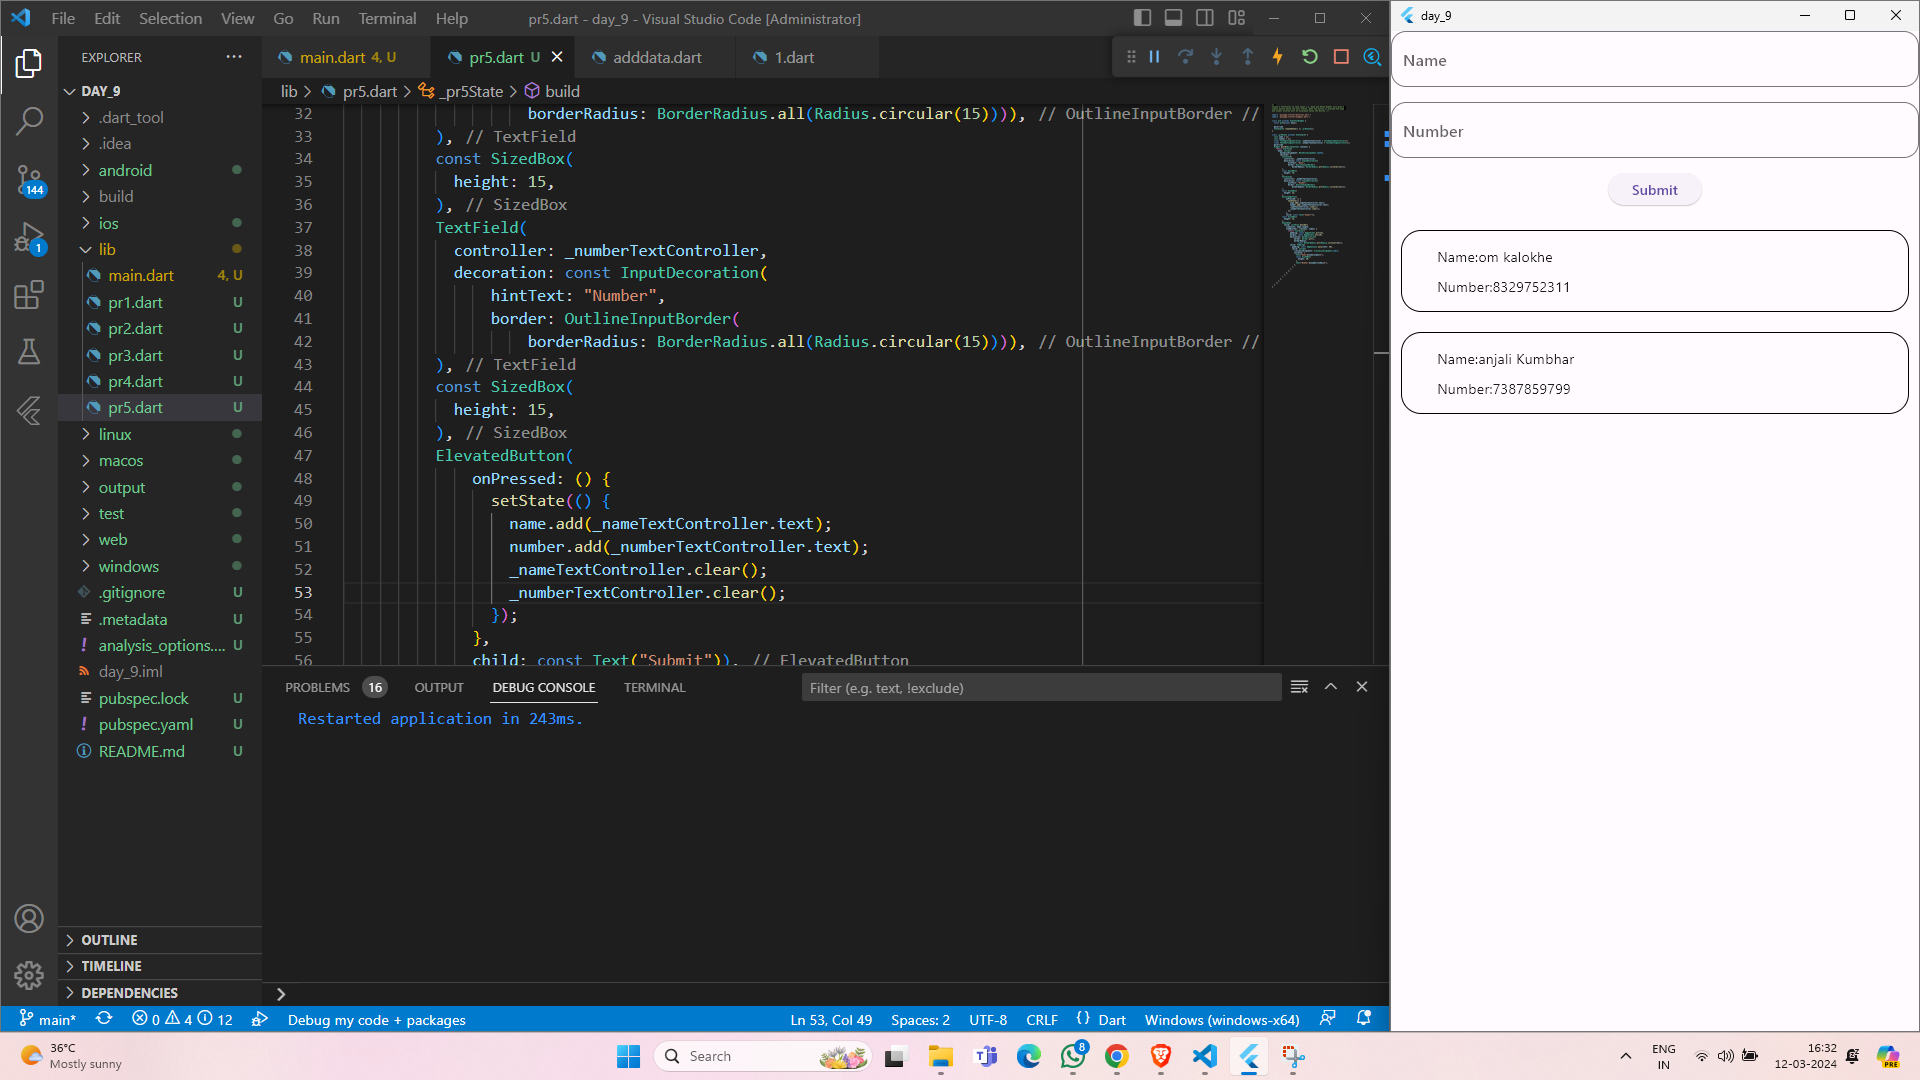 File Edit Selection View Go Run Terminal Help
pr5.dart - day_9 - Visual Studio Code [Administrator]
EXPLORER
DAY_9
.dart_tool
.idea
android
build
ios
lib
main.dart 4, U
pr1.dart U
pr2.dart U
pr3.dart U
pr4.dart U
pr5.dart U
linux
macos
output
test
web
windows
.gitignore U
.metadata U
analysis_options.... U
day_9.iml
pubspec.lock U
pubspec.yaml U
README.md U
OUTLINE
TIMELINE
DEPENDENCIES
144
1
main.dart 4, U
pr5.dart U
adddata.dart
1.dart
lib > pr5.dart > _pr5State > build
32 borderRadius: BorderRadius.all(Radius.circular(15)))), // OutlineInputBorder //
33 ), // TextField
34 const SizedBox(
35 height: 15,
36 ), // SizedBox
37 TextField(
38 controller: _numberTextController,
39 decoration: const InputDecoration(
40 hintText: "Number",
41 border: OutlineInputBorder(
42 borderRadius: BorderRadius.all(Radius.circular(15)))), // OutlineInputBorder //
43 ), // TextField
44 const SizedBox(
45 height: 15,
46 ), // SizedBox
47 ElevatedButton(
48 onPressed: () {
49 setState(() {
50 name.add(_nameTextController.text);
51 number.add(_numberTextController.text);
52 _nameTextController.clear();
53 _numberTextController.clear();
54 });
55 },
56 child: const Text("Submit")), // ElevatedButton
PROBLEMS 16 OUTPUT DEBUG CONSOLE TERMINAL
Filter (e.g. text, !exclude)
Restarted application in 243ms.
main* 0 4 12 Debug my code + packages
Ln 53, Col 49 Spaces: 2 UTF-8 CRLF {} Dart Windows (windows-x64)
day_9
Name
Number
Submit
Name:om kalokhe
Number:8329752311
Name:anjali Kumbhar
Number:7387859799
36°C
Mostly sunny
Search
8
ENG
IN
16:32
12-03-2024
PRE